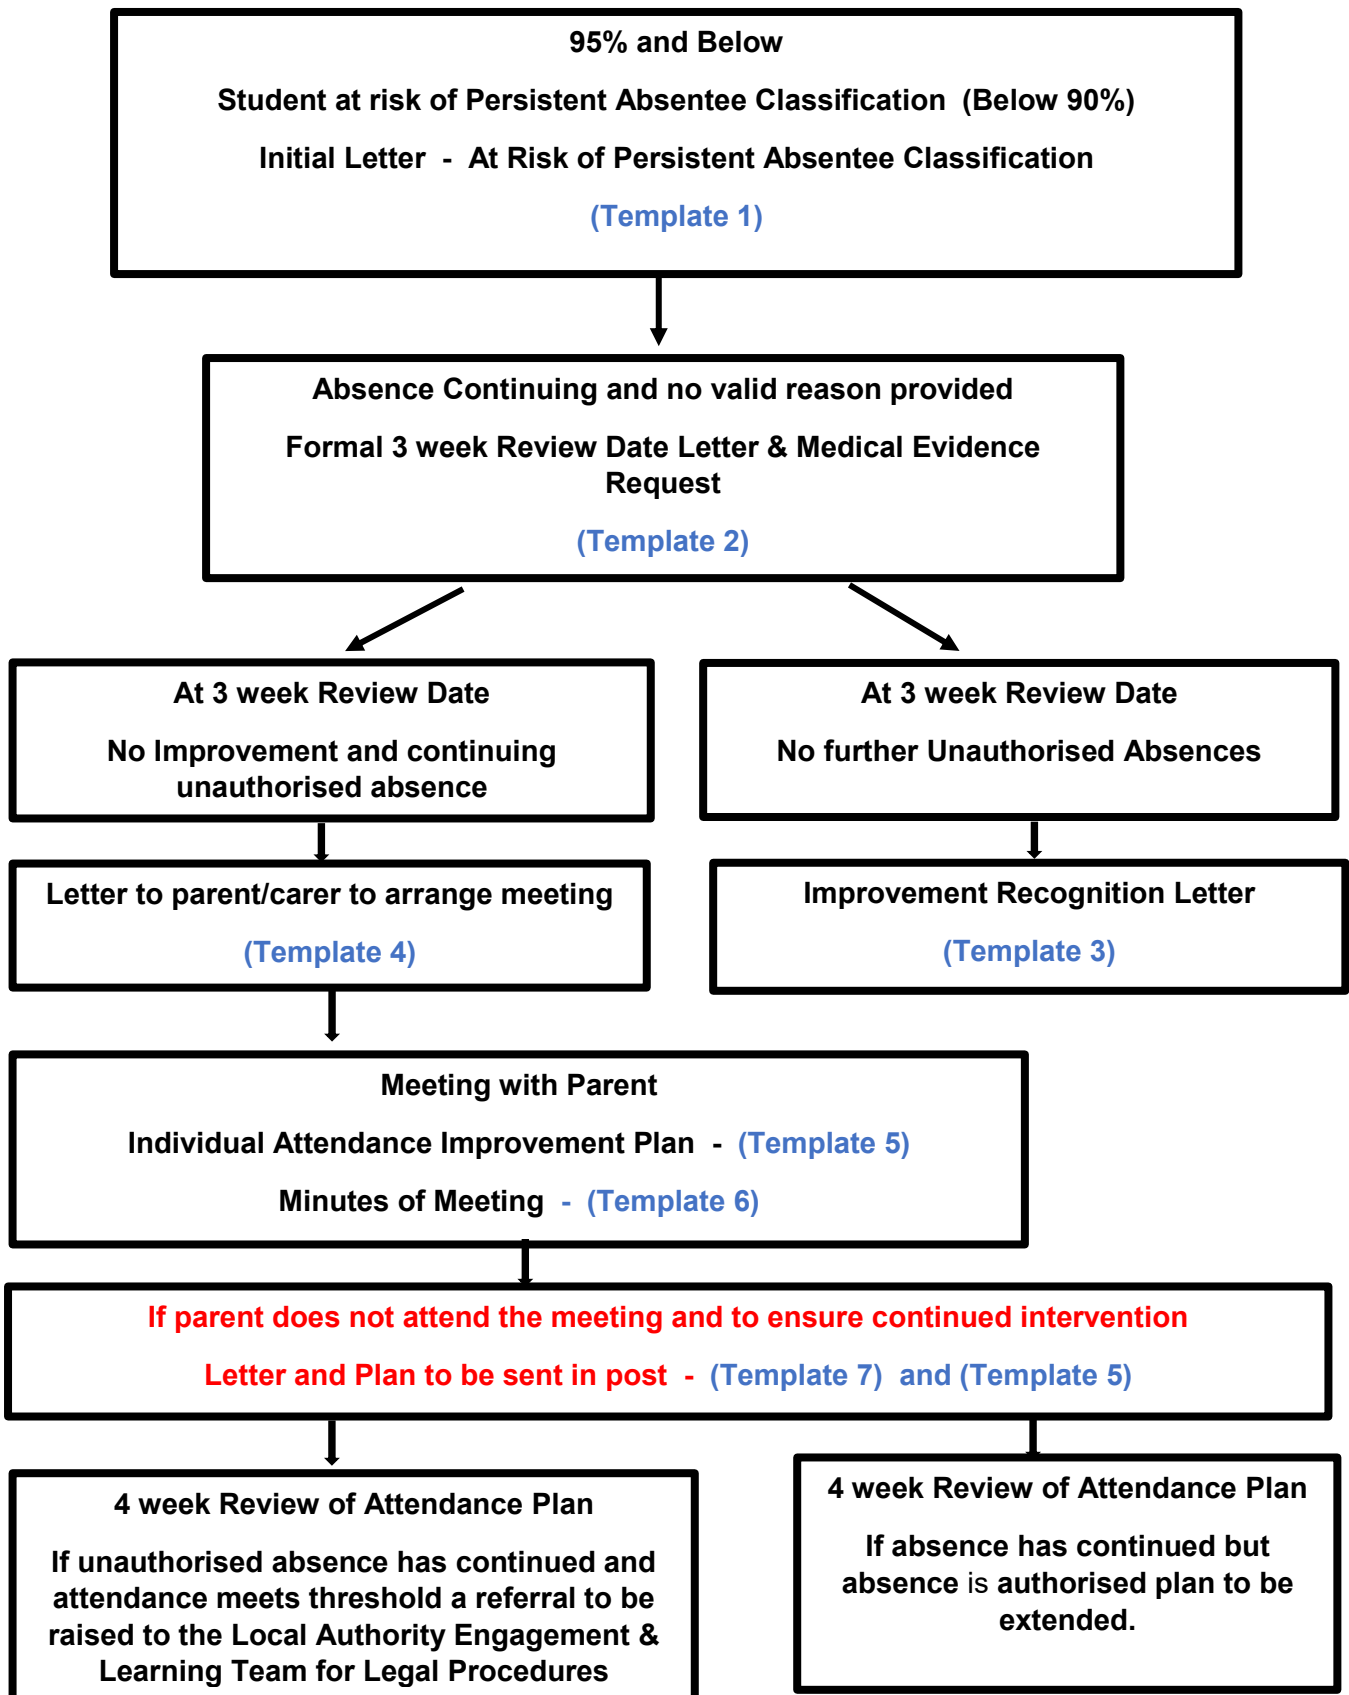 95% and Below
Student at risk of Persistent Absentee Classification (Below 90%)
Initial Letter - At Risk of Persistent Absentee Classification
(Template 1)
Absence Continuing and no valid reason provided
Formal 3 week Review Date Letter & Medical Evidence
Request
(Template 2)
At 3 week Review Date
No Improvement and continuing
unauthorised absence
At 3 week Review Date
No further Unauthorised Absences
Letter to parent/carer to arrange meeting
(Template 4)
Improvement Recognition Letter
(Template 3)
Meeting with Parent
Individual Attendance Improvement Plan - (Template 5)
Minutes of Meeting - (Template 6)
If parent does not attend the meeting and to ensure continued intervention
Letter and Plan to be sent in post - (Template 7) and (Template 5)
4 week Review of Attendance Plan
If unauthorised absence has continued and
attendance meets threshold a referral to be
raised to the Local Authority Engagement &
Learning Team for Legal Procedures
4 week Review of Attendance Plan
If absence has continued but
absence is authorised plan to be
extended.